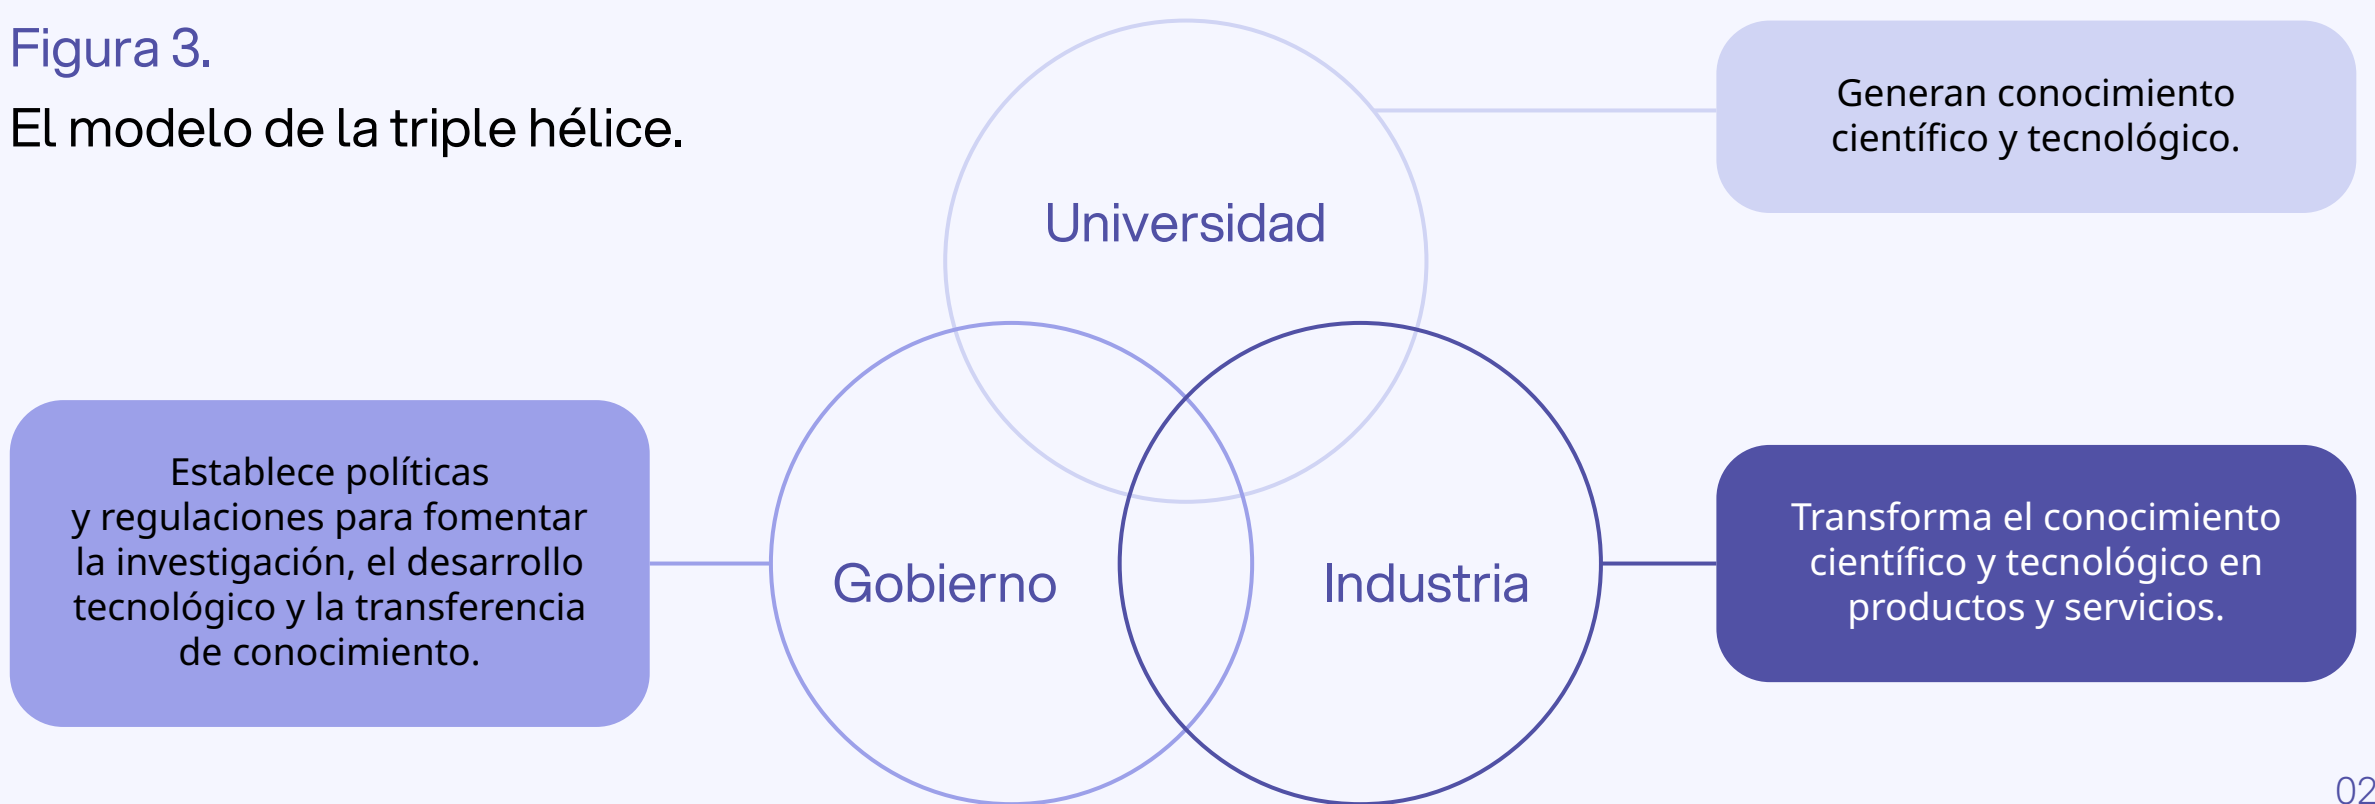 Figura 3.
El modelo de la triple hélice.
Generan conocimiento
científico y tecnológico.
Universidad
Establece políticas
y regulaciones para fomentar
la investigación, el desarrollo
tecnológico y la transferencia
de conocimiento.
Gobierno
Industria
Transforma el conocimiento
científico y tecnológico en
productos y servicios.
02